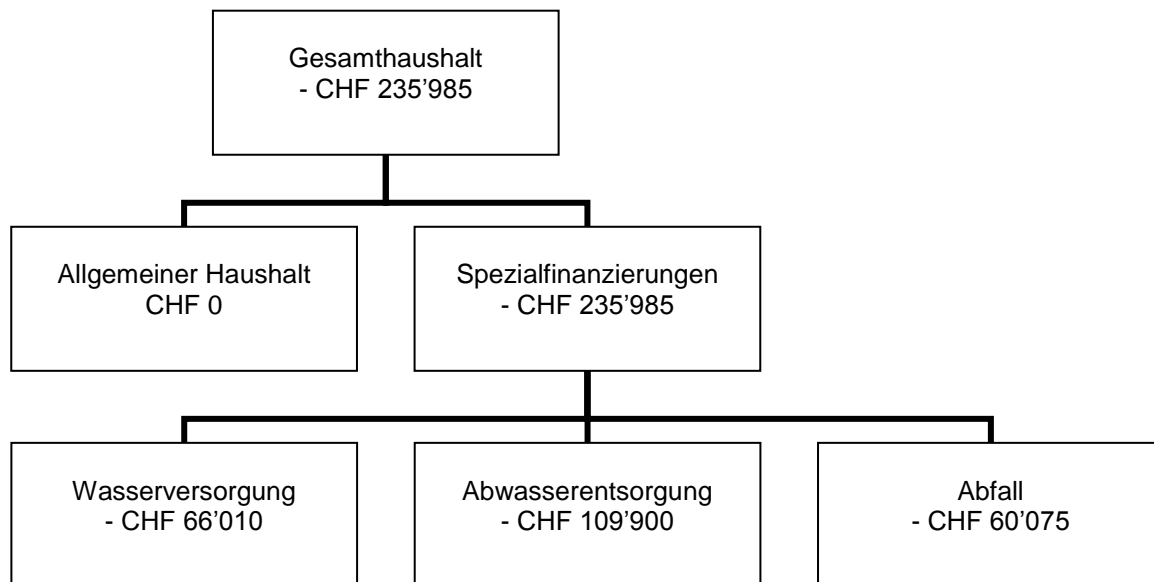 Gesamthaushalt
- CHF 235’985
Allgemeiner Haushalt
CHF 0
Spezialfinanzierungen
- CHF 235’985
Wasserversorgung
- CHF 66’010
Abwasserentsorgung
- CHF 109’900
Abfall
- CHF 60’075